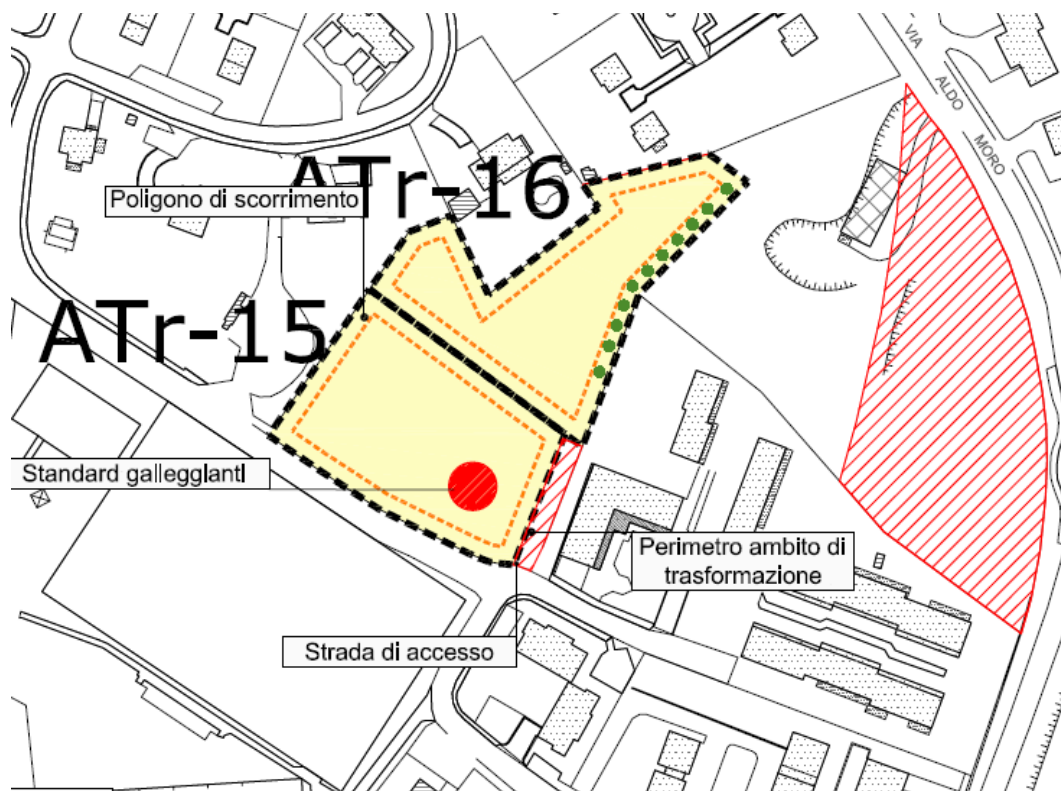 VIA
ALDO
MORO
ATr-16
Poligono di scorrimento
ATr-15
Standard galleggianti
Perimetro ambito di
trasformazione
Strada di accesso